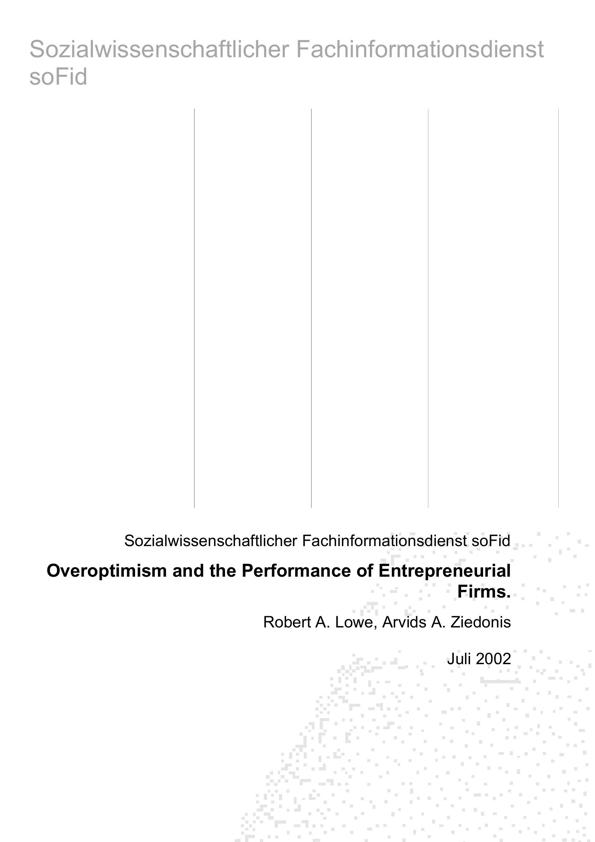 Sozialwissenschaftlicher Fachinformationsdienst
soFid
Sozialwissenschaftlicher Fachinformationsdienst soFid
Overoptimism and the Performance of Entrepreneurial
Firms.
Robert A. Lowe, Arvids A. Ziedonis
Juli 2002